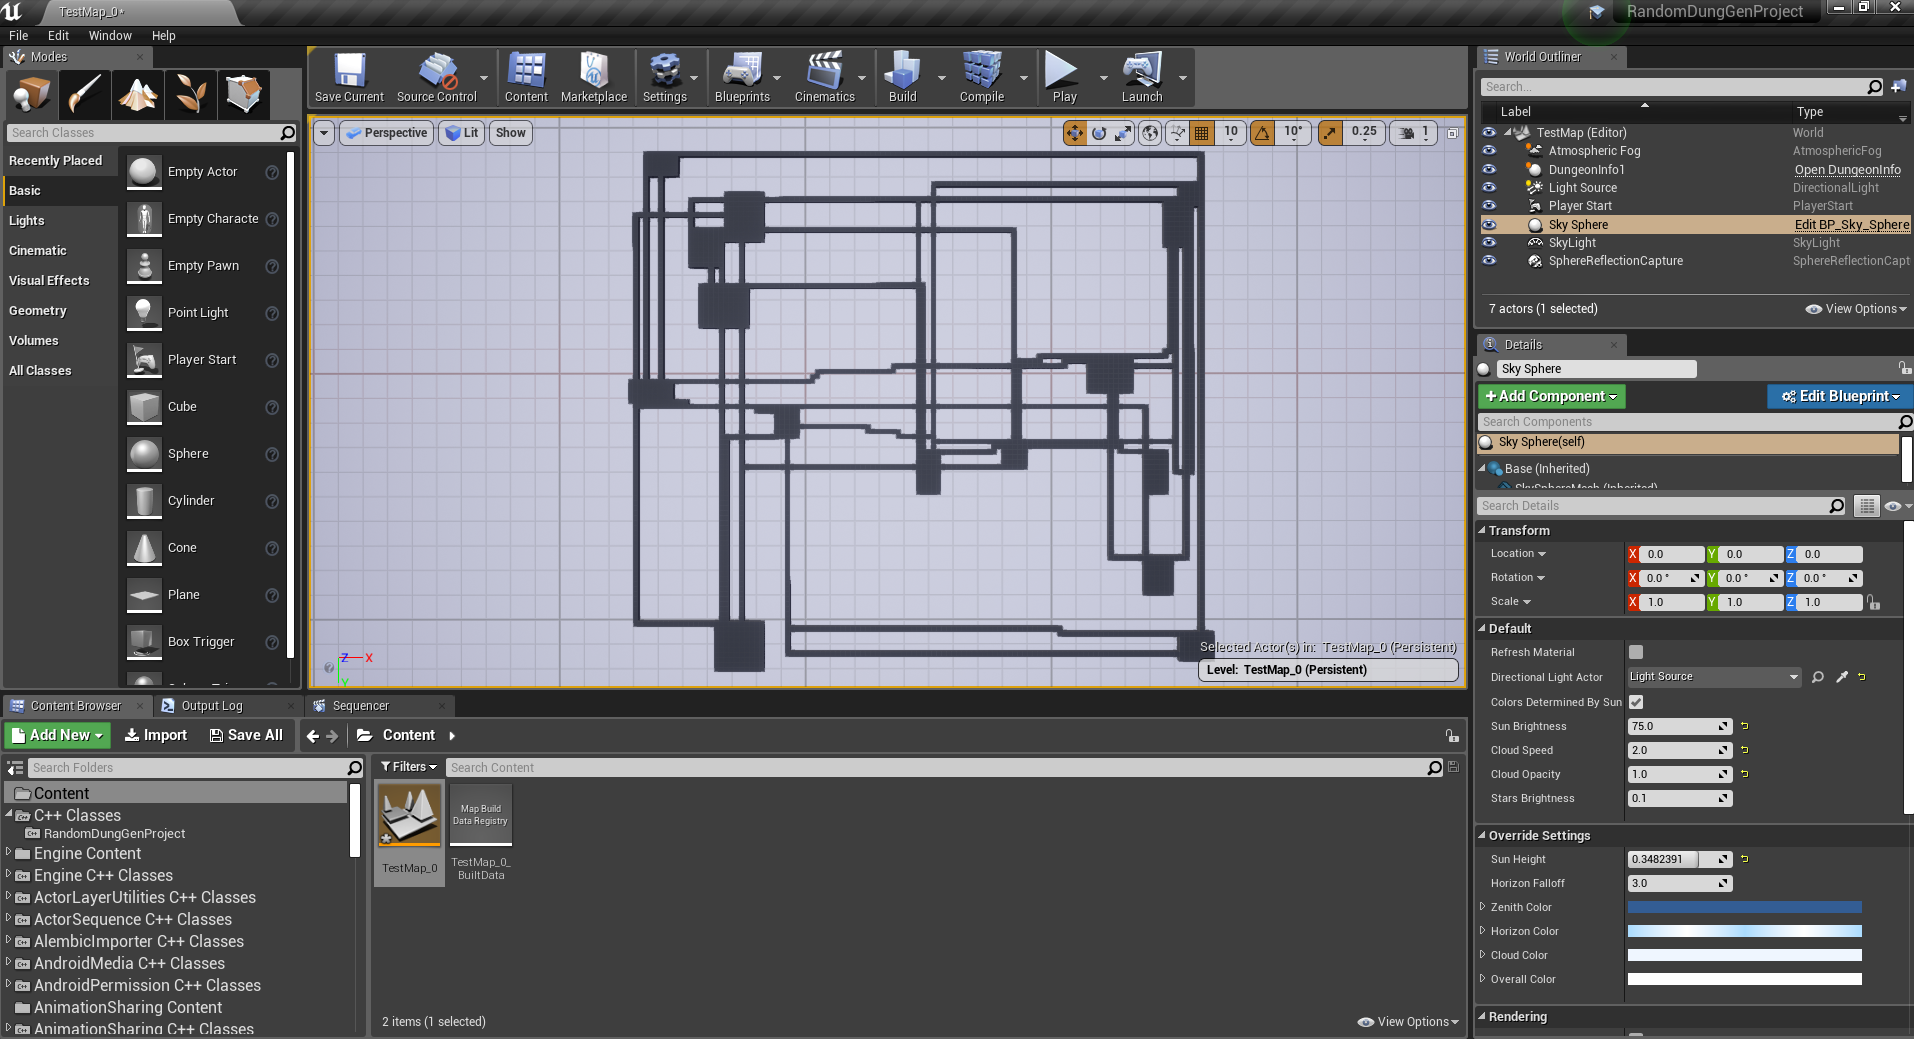 TestMap_0*
RandomDungGenProject
File Edit Window Help
Modes
Search Classes
Recently Placed
Basic
Lights
Cinematic
Visual Effects
Geometry
Volumes
All Classes
Empty Actor
Empty Characte
Empty Pawn
Point Light
Player Start
Cube
Sphere
Cylinder
Cone
Plane
Box Trigger
Save Current Source Control Content Marketplace Settings Blueprints Cinematics Build Compile Play Launch
Perspective Lit Show
10 10° 0.25 1
Z X
Y
Selected Actor(s) in: TestMap_0 (Persistent)
Level: TestMap_0 (Persistent)
World Outliner
Search...
Label Type
TestMap (Editor) World
Atmospheric Fog AtmosphericFog
DungeonInfo1 Open DungeonInfo
Light Source DirectionalLight
Player Start PlayerStart
Sky Sphere Edit BP_Sky_Sphere
SkyLight SkyLight
SphereReflectionCapture SphereReflectionCapt
7 actors (1 selected) View Options
Details
Sky Sphere
+Add Component Edit Blueprint
Search Components
Sky Sphere(self)
Base (Inherited)
SkySphereMesh (Inherited)
Search Details
Transform
Location X 0.0 Y 0.0 Z 0.0
Rotation X 0.0 ° Y 0.0 ° Z 0.0 °
Scale X 1.0 Y 1.0 Z 1.0
Default
Refresh Material
Directional Light Actor Light Source
Colors Determined By Sun
Sun Brightness 75.0
Cloud Speed 2.0
Cloud Opacity 1.0
Stars Brightness 0.1
Override Settings
Sun Height 0.3482391
Horizon Falloff 3.0
Zenith Color
Horizon Color
Cloud Color
Overall Color
Rendering
Content Browser Output Log Sequencer
Add New Import Save All Content
Search Folders
Content
C++ Classes
RandomDungGenProject
Engine Content
Engine C++ Classes
ActorLayerUtilities C++ Classes
ActorSequence C++ Classes
AlembicImporter C++ Classes
AndroidMedia C++ Classes
AndroidPermission C++ Classes
AnimationSharing Content
AnimationSharing C++ Classes
Filters Search Content
Map Build
Data Registry
TestMap_0
TestMap_0_
BuiltData
2 items (1 selected) View Options